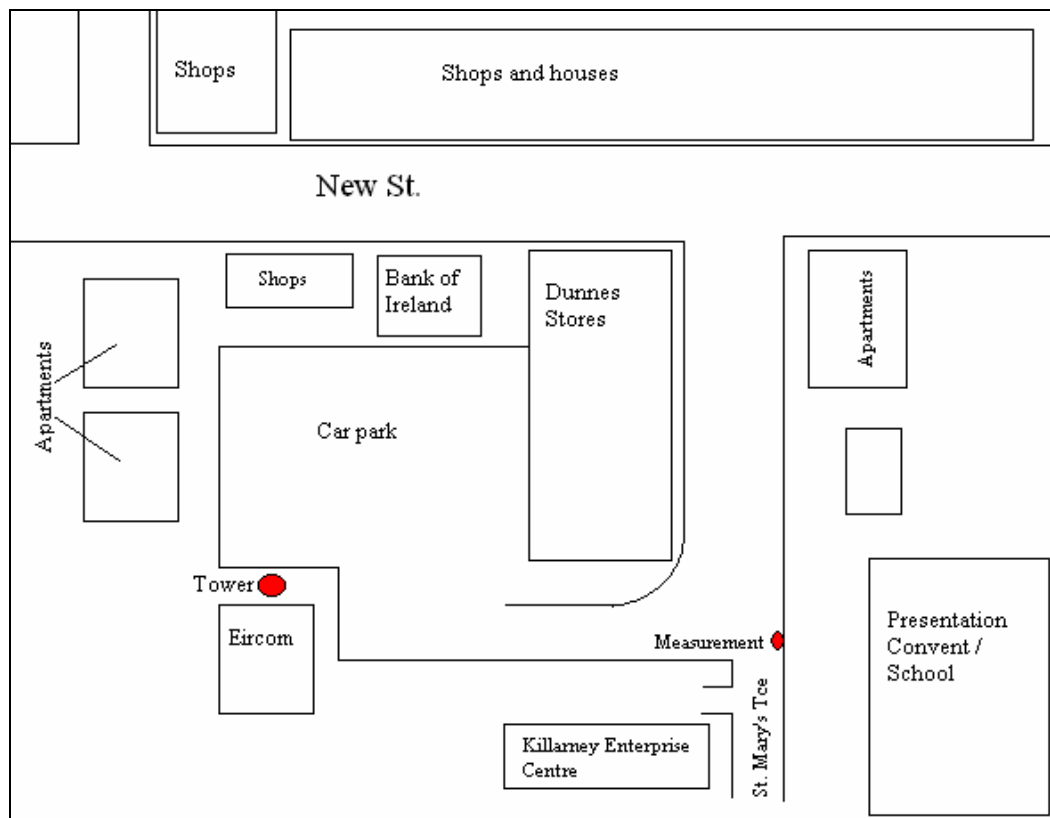 Shops
Shops and houses
New St.
Shops
Bank of
Ireland
Dunnes
Stores
Apartments
Apartments
Car park
Tower
Eircom
Measurement
Presentation
Convent /
School
St. Mary's Tce
Killarney Enterprise
Centre